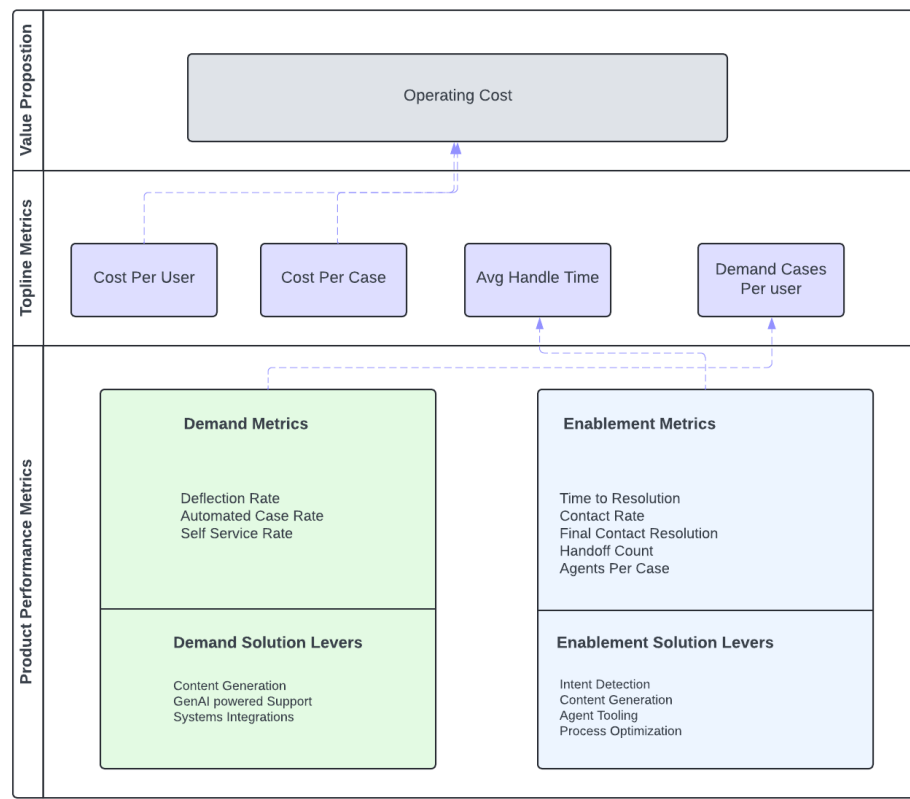 Value Propostion
Operating Cost
Topline Metrics
Cost Per User
Cost Per Case
Avg Handle Time
Demand Cases
Per user
Product Performance Metrics
Demand Metrics
Deflection Rate
Automated Case Rate
Self Service Rate
Demand Solution Levers
Content Generation
GenAI powered Support
Systems Integrations
Enablement Metrics
Time to Resolution
Contact Rate
Final Contact Resolution
Handoff Count
Agents Per Case
Enablement Solution Levers
Intent Detection
Content Generation
Agent Tooling
Process Optimization